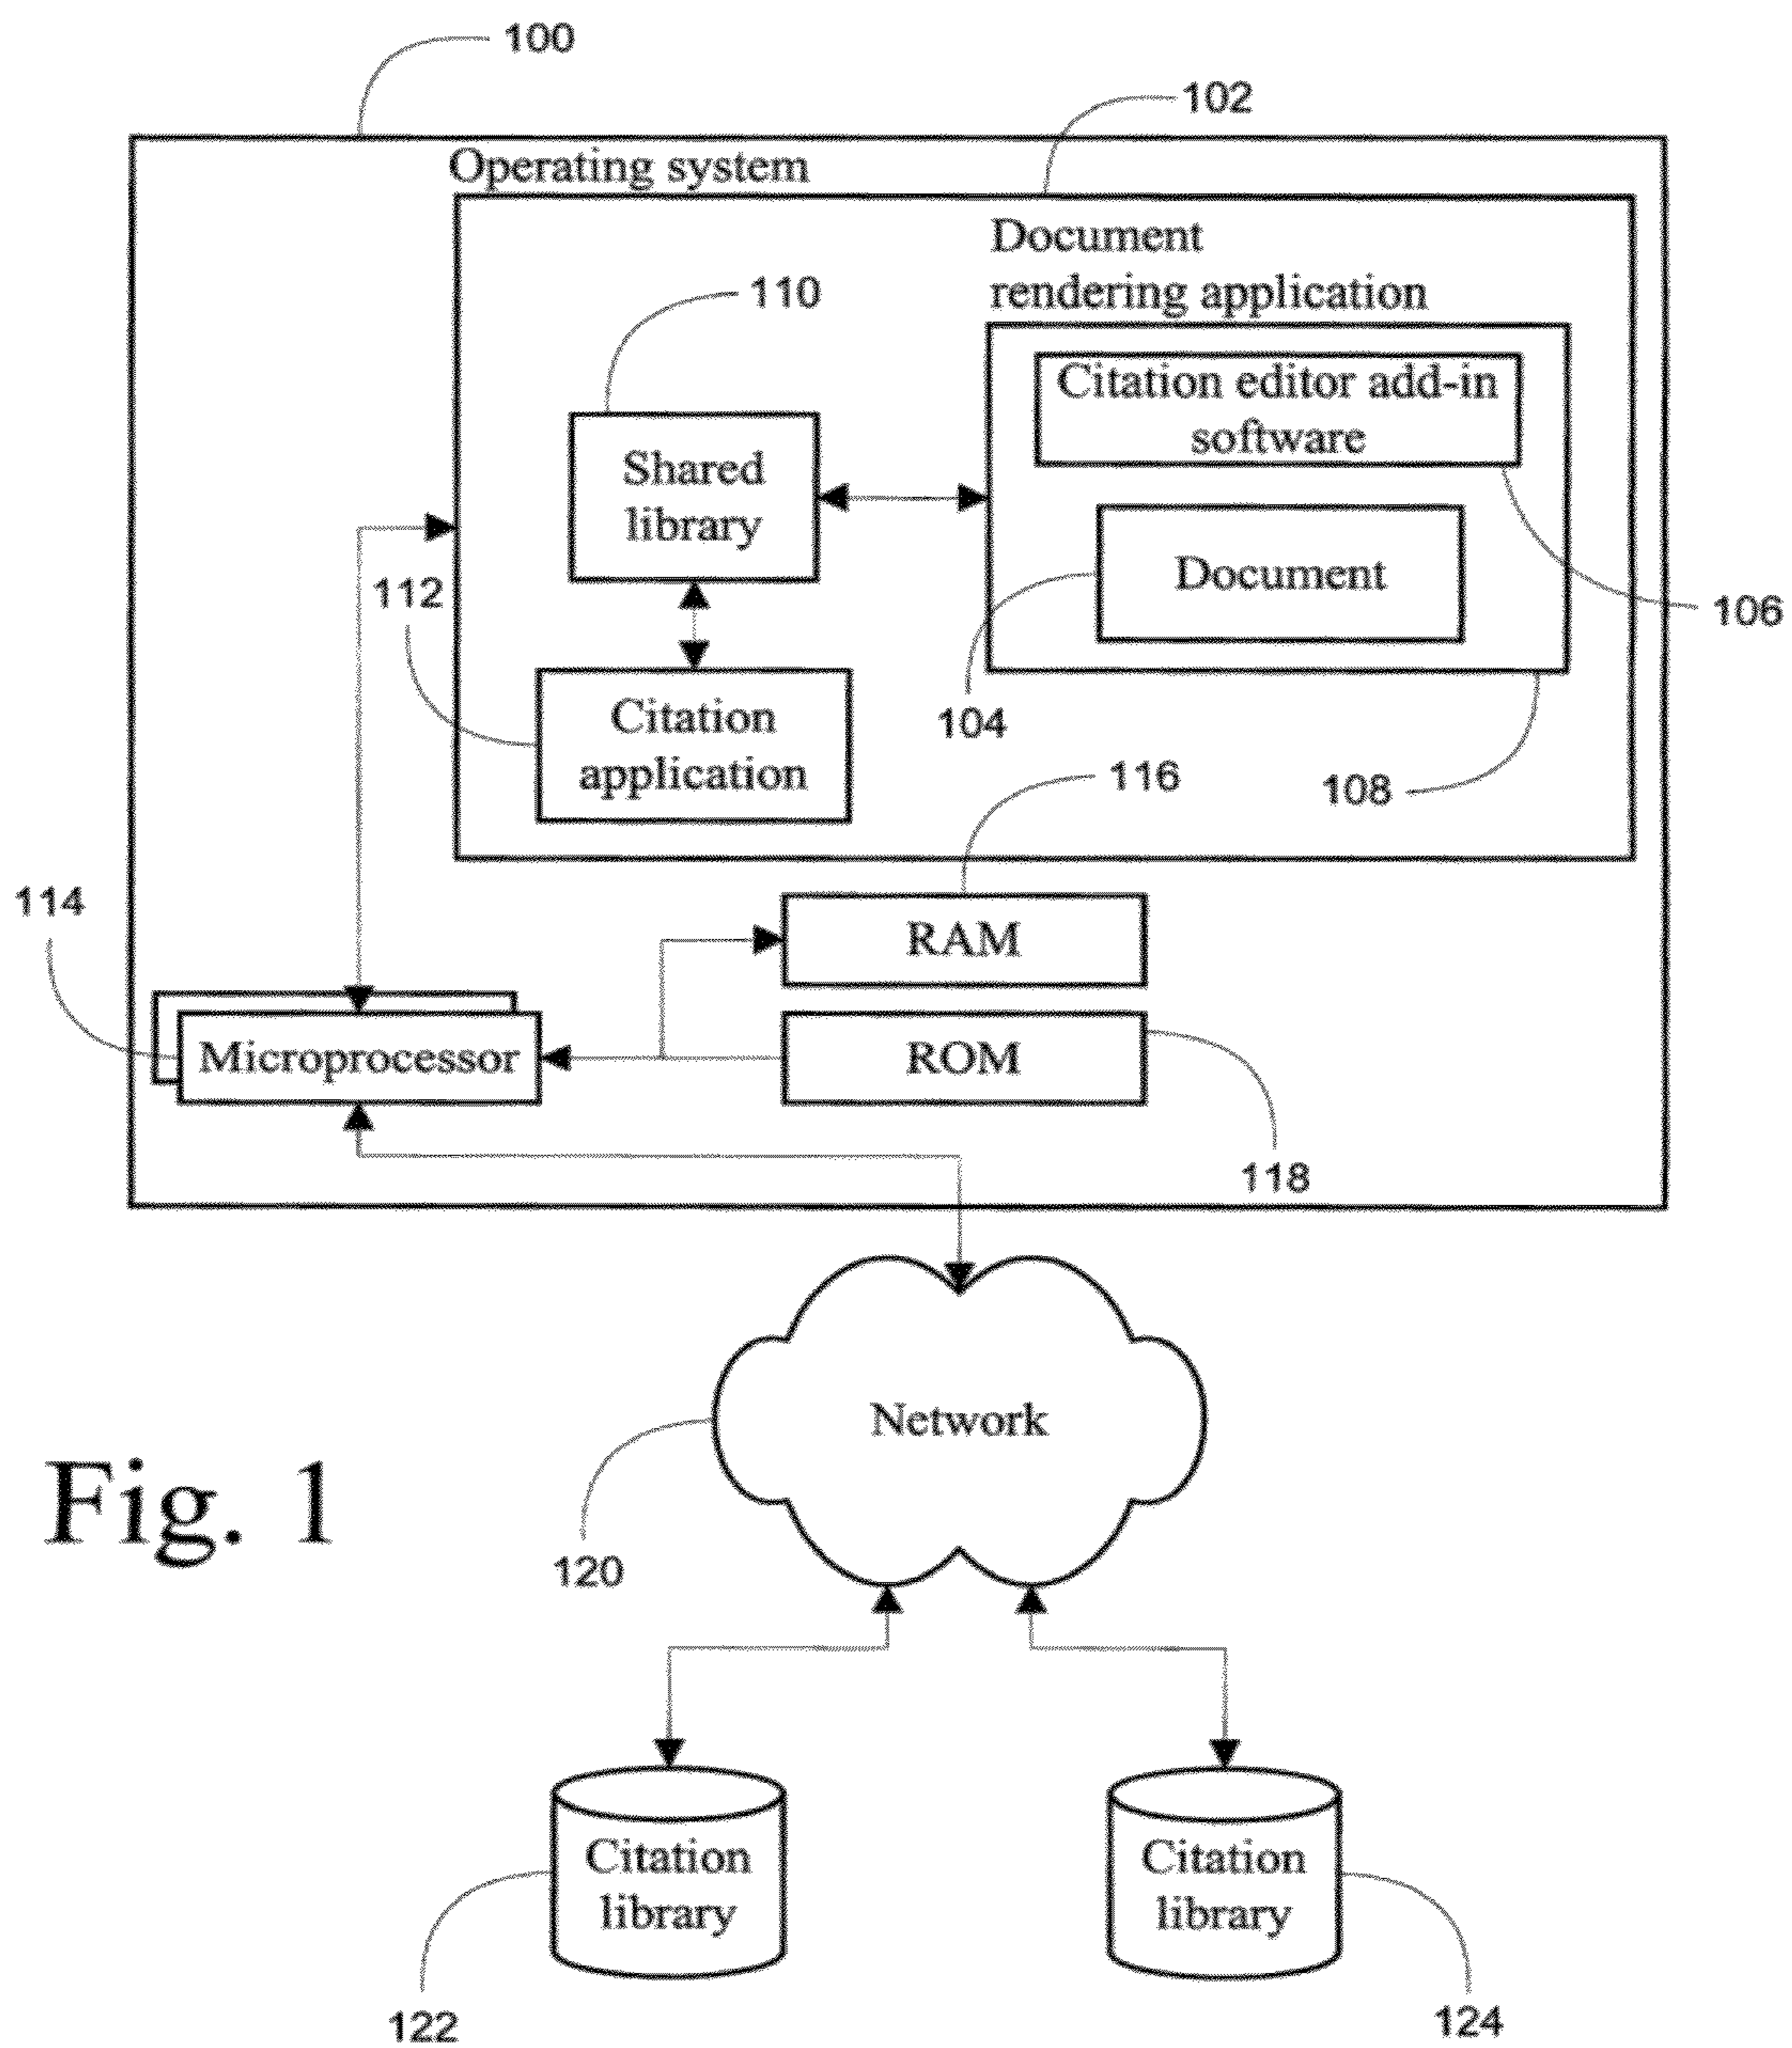 100
102
Operating system
Document
rendering application
110
Citation editor add-in
software
Shared
library
Document
112
106
104
Citation
application
116
108
114
RAM
Microprocessor
ROM
118
Network
Fig. 1
120
Citation
library
Citation
library
122
124